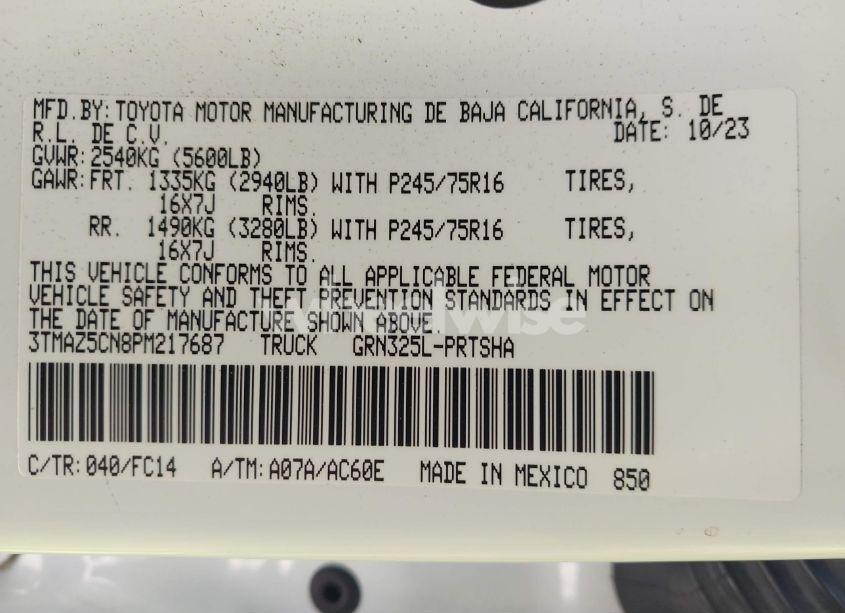 MFD.BY: TOYOTA MOTOR MANUFACTURING DE BAJA CALIFORNIA, S. DE
R.L. DE C.V. DATE: 10/23
GVWR: 2540KG (5600LB)
GAWR: FRT. 1335KG (2940LB) WITH P245/75R16 TIRES,
16X7J RIMS.
RR. 1490KG (3280LB) WITH P245/75R16 TIRES,
16X7J RIMS.
THIS VEHICLE CONFORMS TO ALL APPLICABLE FEDERAL MOTOR
VEHICLE SAFETY AND THEFT PREVENTION STANDARDS IN EFFECT ON
THE DATE OF MANUFACTURE SHOWN ABOVE.
3TMAZ5CN8PM217687 TRUCK GRN325L-PRTSHA
C/TR: 040/FC14 A/TM: A07A/AC60E MADE IN MEXICO 850